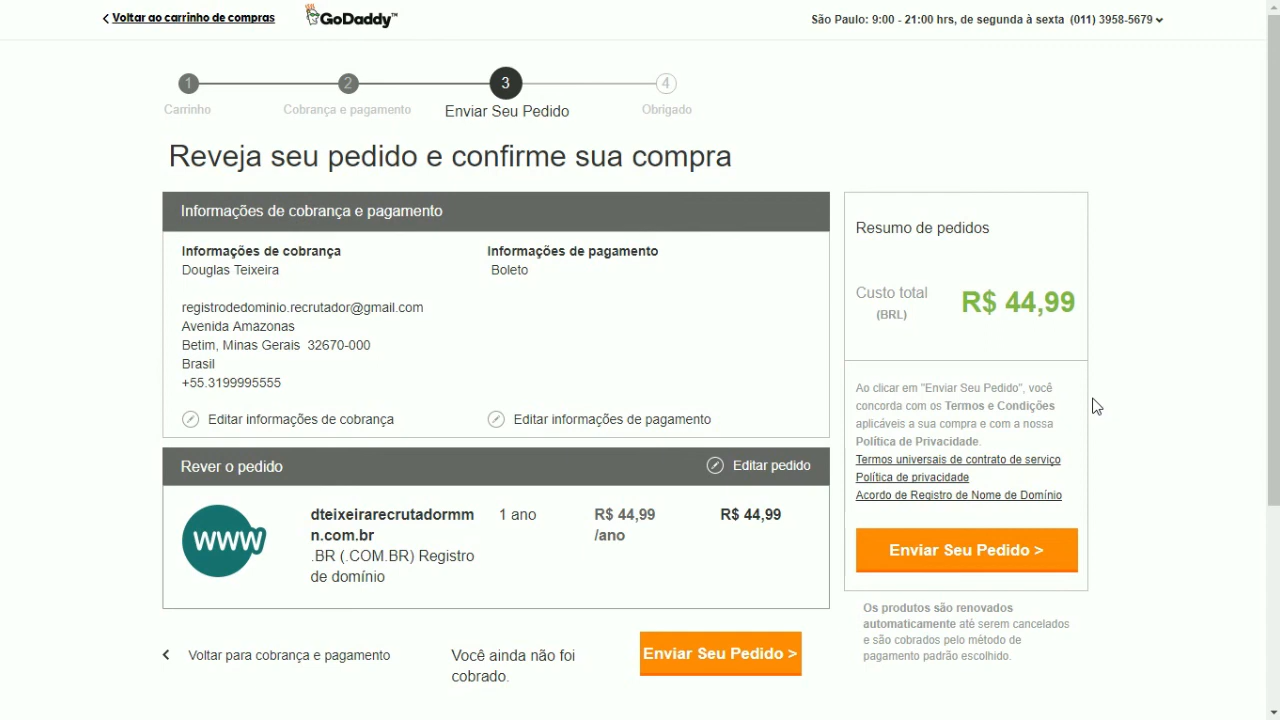 Voltar ao carrinho de compras
GoDaddy™
São Paulo: 9:00 - 21:00 hrs, de segunda à sexta (011) 3958-5679
1
2
3
4
Carrinho
Cobrança e pagamento
Enviar Seu Pedido
Obrigado
Reveja seu pedido e confirme sua compra
Informações de cobrança e pagamento
Informações de cobrança
Douglas Teixeira
registrodedominio.recrutador@gmail.com
Avenida Amazonas
Betim, Minas Gerais 32670-000
Brasil
+55.3199995555
Editar informações de cobrança
Informações de pagamento
Boleto
Editar informações de pagamento
Rever o pedido
Editar pedido
WWW
dteixeirarecrutadormm
n.com.br
.BR (.COM.BR) Registro
de domínio
1 ano
R$ 44,99
/ano
R$ 44,99
Voltar para cobrança e pagamento
Você ainda não foi
cobrado.
Enviar Seu Pedido >
Resumo de pedidos
Custo total
(BRL)
R$ 44,99
Ao clicar em "Enviar Seu Pedido", você
concorda com os Termos e Condições
aplicáveis a sua compra e com a nossa
Política de Privacidade.
Termos universais de contrato de serviço
Política de privacidade
Acordo de Registro de Nome de Domínio
Enviar Seu Pedido >
Os produtos são renovados
automaticamente até serem cancelados
e são cobrados pelo método de
pagamento padrão escolhido.